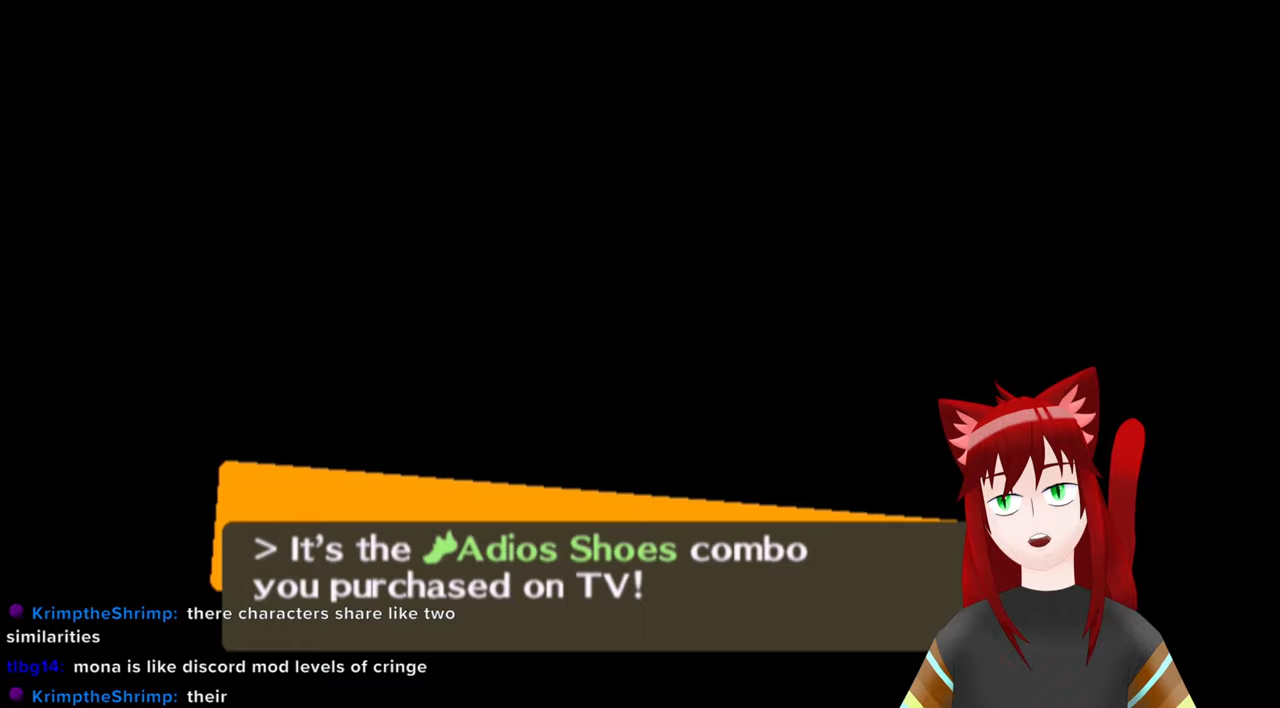 > It's the Adios Shoes combo
you purchased on TV!
KrimptheShrimp: there characters share like two
similarities
tlbg14: mona is like discord mod levels of cringe
KrimptheShrimp: their